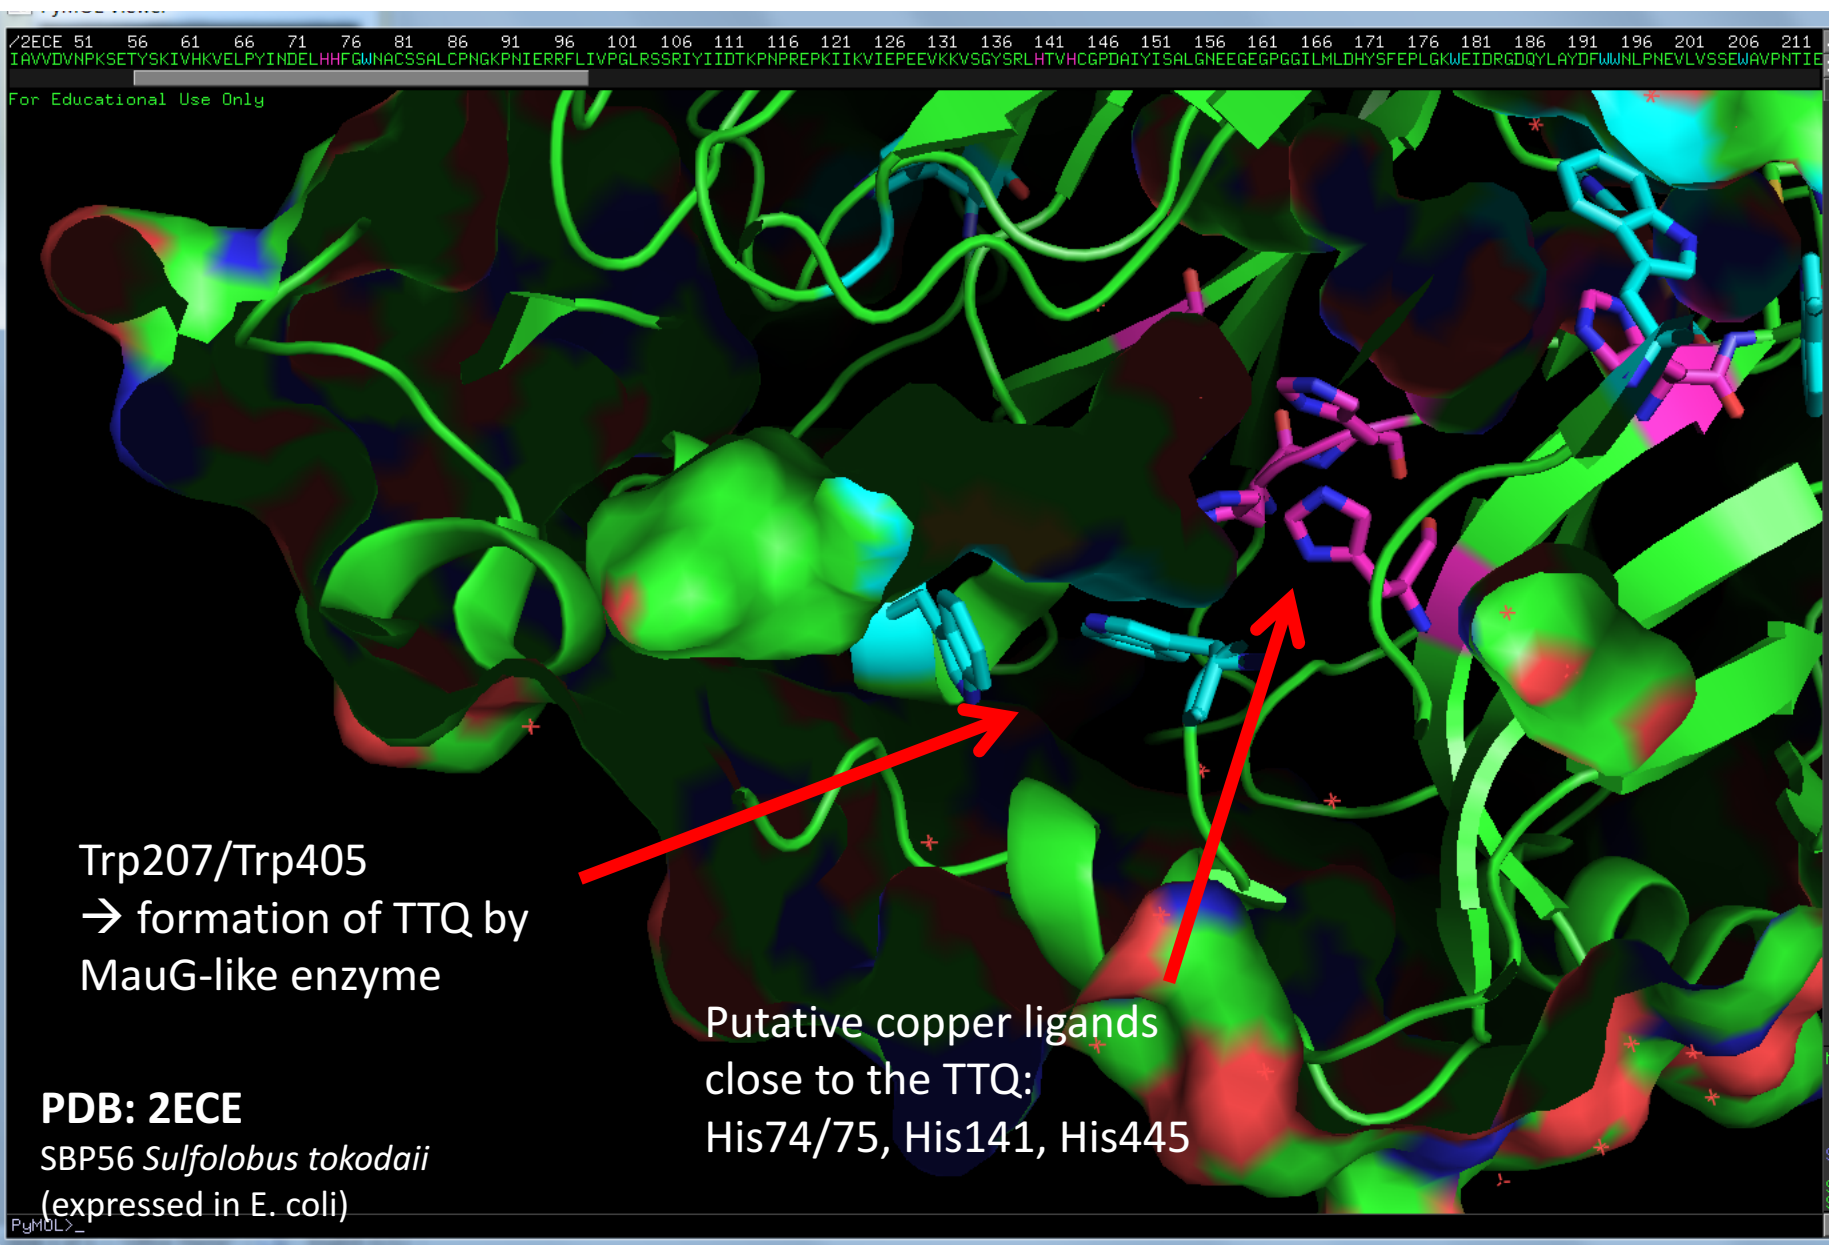 /2ECE 51 56 61 66 71 76 81 86 91 96 101 106 111 116 121 126 131 136 141 146 151 156 161 166 171 176 181 186 191 196 201 206 211
IAVVDVNPKSETYSKIVHKVELPYINDELHHFGWNACSSALCPNGKPNIERRFLIVPGLRSSRIYIIDTKPNPREPKIIKVIEPEEVKKVSGYSRLHTVHCGPDAIYISALGNEEGEGPGGILMLDHYSFEPLGKWEIDRGDQYLAYDFWWNLPNEVLVSSEWAVPNTIE
For Educational Use Only
Trp207/Trp405
→ formation of TTQ by
MauG-like enzyme
Putative copper ligands
close to the TTQ:
His74/75, His141, His445
PDB: 2ECE
SBP56 Sulfolobus tokodaii
(expressed in E. coli)
PyMOL>_